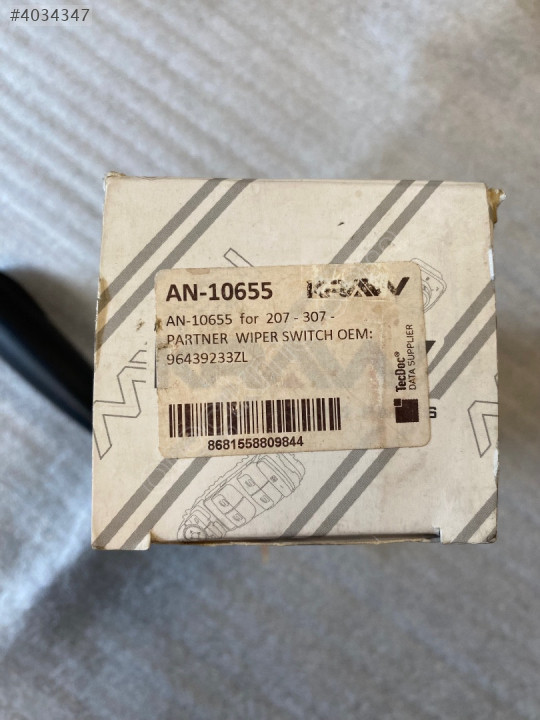 #4034347
AN-10655
AN-10655 for 207 - 307 -
PARTNER WIPER SWITCH OEM:
96439233ZL
TecDoc®
DATA SUPPLIER
8681558809844